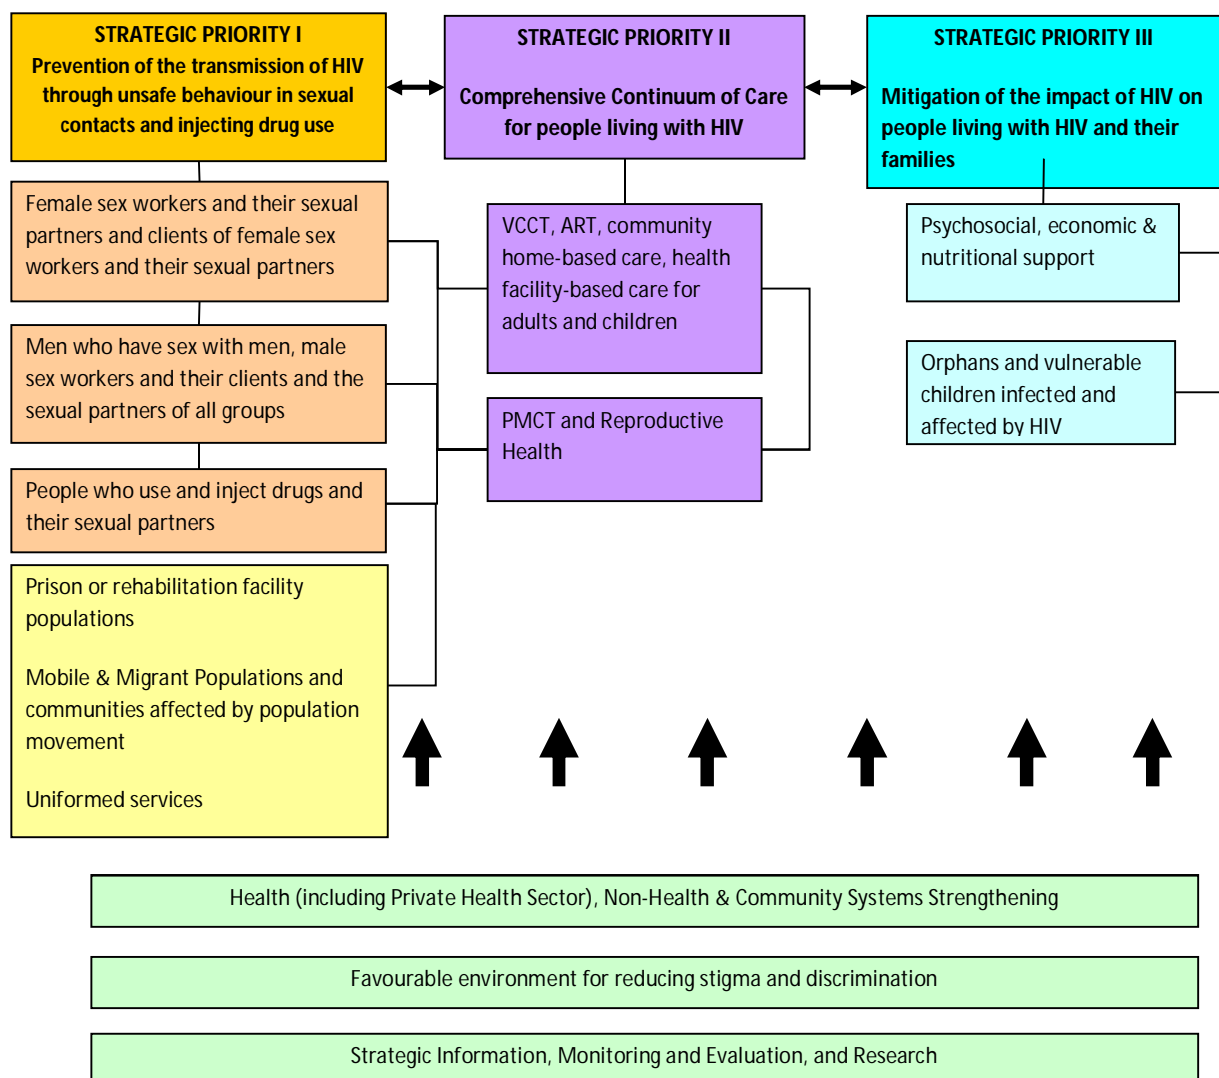 STRATEGIC PRIORITY I
Prevention of the transmission of HIV
through unsafe behaviour in sexual
contacts and injecting drug use
STRATEGIC PRIORITY II
Comprehensive Continuum of Care
for people living with HIV
STRATEGIC PRIORITY III
Mitigation of the impact of HIV on
people living with HIV and their
families
Female sex workers and their sexual
partners and clients of female sex
workers and their sexual partners
Men who have sex with men, male
sex workers and their clients and the
sexual partners of all groups
People who use and inject drugs and
their sexual partners
Prison or rehabilitation facility
populations
Mobile & Migrant Populations and
communities affected by population
movement
Uniformed services
VCCT, ART, community
home-based care, health
facility-based care for
adults and children
PMCT and Reproductive
Health
Psychosocial, economic &
nutritional support
Orphans and vulnerable
children infected and
affected by HIV
Health (including Private Health Sector), Non-Health & Community Systems Strengthening
Favourable environment for reducing stigma and discrimination
Strategic Information, Monitoring and Evaluation, and Research